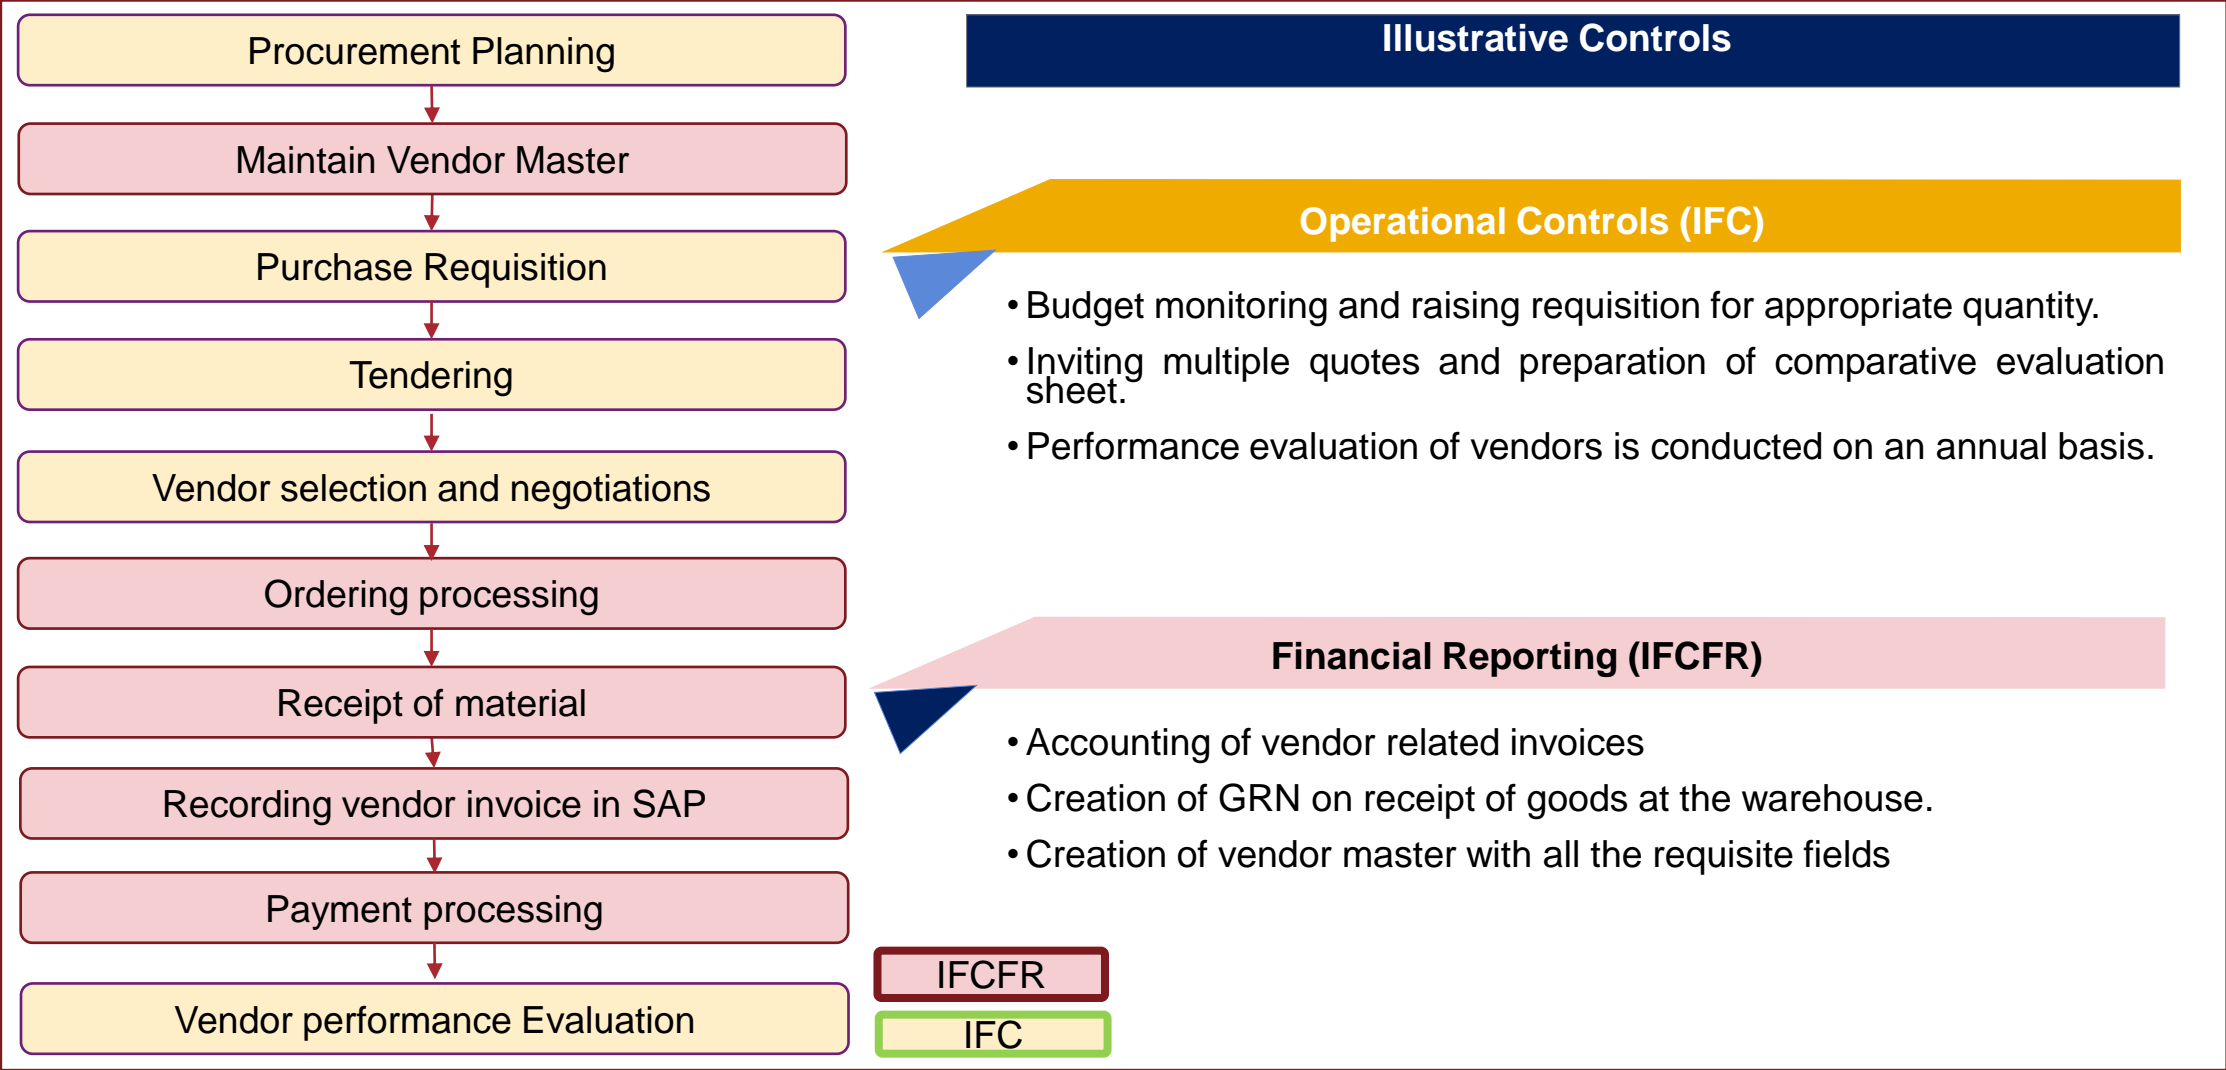 Procurement Planning
Maintain Vendor Master
Purchase Requisition
Tendering
Vendor selection and negotiations
Ordering processing
Receipt of material
Recording vendor invoice in SAP
Payment processing
Vendor performance Evaluation
Illustrative Controls
Operational Controls (IFC)
• Budget monitoring and raising requisition for appropriate quantity.
• Inviting multiple quotes and preparation of comparative evaluation
sheet.
• Performance evaluation of vendors is conducted on an annual basis.
Financial Reporting (IFCFR)
• Accounting of vendor related invoices
• Creation of GRN on receipt of goods at the warehouse.
• Creation of vendor master with all the requisite fields
IFCFR
IFC